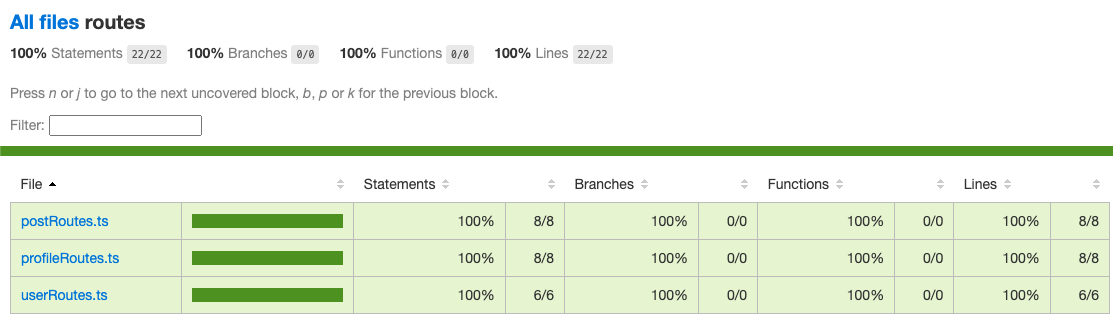 All files routes
100% Statements 22/22 100% Branches 0/0 100% Functions 0/0 100% Lines 22/22
Press n or j to go to the next uncovered block, b, p or k for the previous block.
Filter:
File Statements Branches Functions Lines
postRoutes.ts 100% 8/8 100% 0/0 100% 0/0 100% 8/8
profileRoutes.ts 100% 8/8 100% 0/0 100% 0/0 100% 8/8
userRoutes.ts 100% 6/6 100% 0/0 100% 0/0 100% 6/6